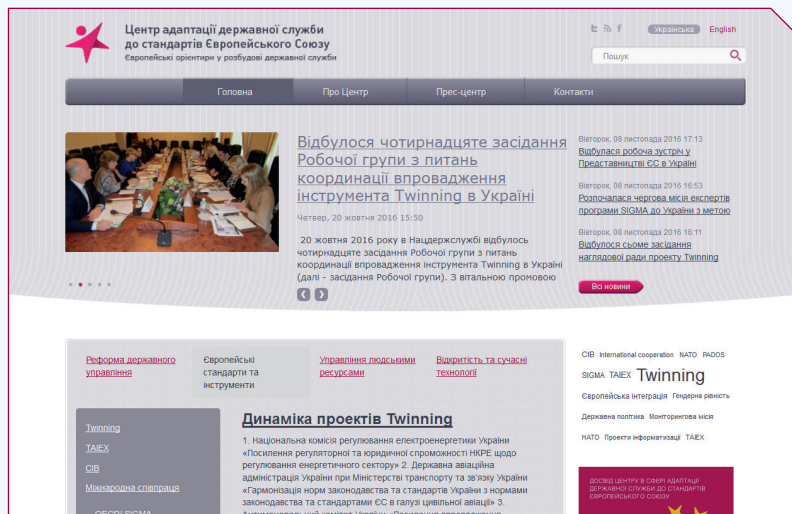 Центр адаптації державної служби
до стандартів Європейського Союзу
Європейські орієнтири у розбудові державної служби
Українська English
Пошук
Головна Про Центр Прес-центр Контакти
Відбулося чотирнадцяте засідання
Робочої групи з питань
координації впровадження
інструмента Twinning в Україні
Четвер, 20 жовтня 2016 15:50
20 жовтня 2016 року в Нацдержслужбі відбулось
чотирнадцяте засідання Робочої групи з питань
координації впровадження інструмента Twinning в Україні
(далі - засідання Робочої групи). З вітальною промовою
Вівторок, 08 листопада 2016 17:13
Відбулася робоча зустріч у
Представництві ЄС в Україні
Вівторок, 08 листопада 2016 16:53
Розпочалася чергова місія експертів
програми SIGMA до України з метою
Вівторок, 08 листопада 2016 16:11
Відбулося сьоме засідання
наглядової ради проекту Twinning
Всі новини
Реформа державного
управління
Європейські
стандарти та
інструменти
Управління людськими
ресурсами
Відкритість та сучасні
технології
Twinning
TAIEX
CIB
Міжнародна співпраця
OECD/ SIGMA
Динаміка проектів Twinning
1. Національна комісія регулювання електроенергетики України
«Посилення регуляторної та юридичної спроможності НКРЕ щодо
регулювання енергетичного сектору» 2. Державна авіаційна
адміністрація України при Міністерстві транспорту та зв'язку України
«Гармонізація норм законодавства та стандартів України з нормами
законодавства та стандартами ЄС в галузі цивільної авіації» 3.
CIB International cooperation NATO PADOS
SIGMA TAIEX Twinning
Європейська інтеграція Гендерна рівність
Державна політика Моніторингова місія
НАТО Проекти інформатизації ТАІЕХ
ДОСВІД ЦЕНТРУ В СФЕРІ АДАПТАЦІЇ
ДЕРЖАВНОЇ СЛУЖБИ ДО СТАНДАРТІВ
ЄВРОПЕЙСЬКОГО СОЮЗУ